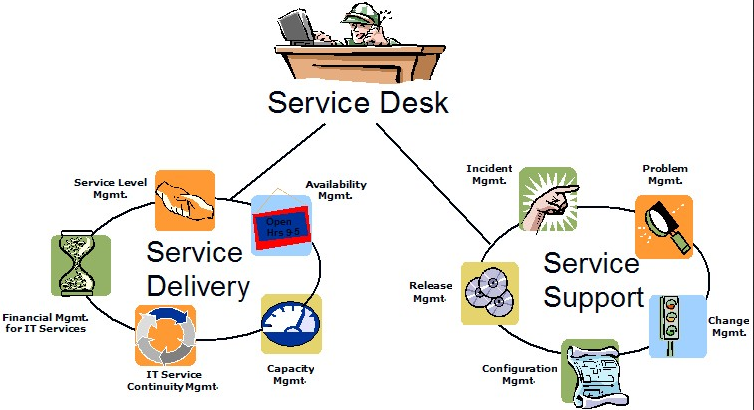 Service Desk
Service Level
Mgmt.
Availability
Mgmt.
Open
Hrs 9-5
Service
Delivery
Financial Mgmt.
for IT Services
IT Service
Continuity Mgmt.
Capacity
Mgmt.
Incident
Mgmt.
Problem
Mgmt.
Service
Support
Release
Mgmt.
Change
Mgmt.
Configuration
Mgmt.